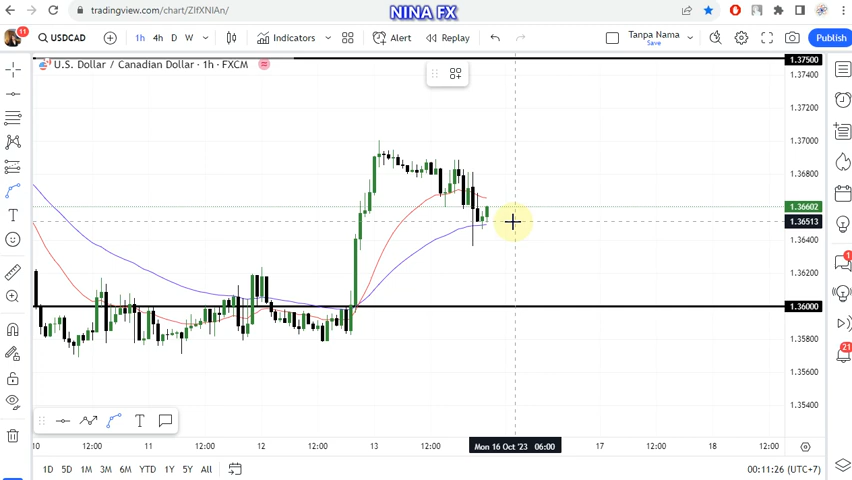 tradingview.com/chart/ZIfXNIAn/
NINA FX
11
USDCAD
1h 4h D W
Indicators
Alert
Replay
Tanpa Nama
Save
Publish
U.S. Dollar / Canadian Dollar · 1h · FXCM
1.37500
1.37400
1.37200
1.37000
1.36800
1.36602
1.36513
1.36400
1.36200
1.36000
1.35800
1.35600
1.35400
1
21
T
T
10 12:00 11 12:00 12 12:00 13 12:00 Mon 16 Oct '23 06:00 17 12:00 18 12:00
1D 5D 1M 3M 6M YTD 1Y 5Y All
00:11:26 (UTC+7)